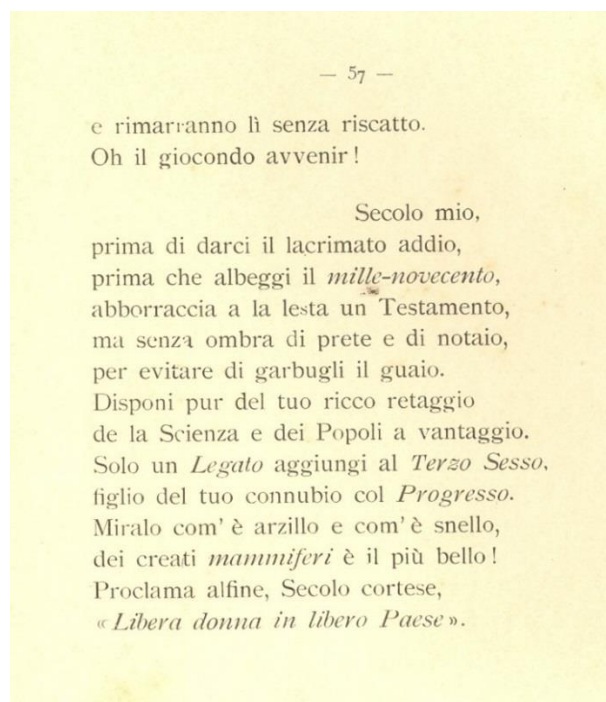 — 57 —
e rimarranno lì senza riscatto.
Oh il giocondo avvenir!
Secolo mio,
prima di darci il lacrimato addio,
prima che albeggi il mille-novecento,
abborraccia a la lesta un Testamento,
ma senza ombra di prete e di notaio,
per evitare di garbugli il guaio.
Disponi pur del tuo ricco retaggio
de la Scienza e dei Popoli a vantaggio.
Solo un Legato aggiungi al Terzo Sesso,
figlio del tuo connubio col Progresso.
Miralo com' è arzillo e com' è snello,
dei creati mammiferi è il più bello!
Proclama alfine, Secolo cortese,
« Libera donna in libero Paese ».